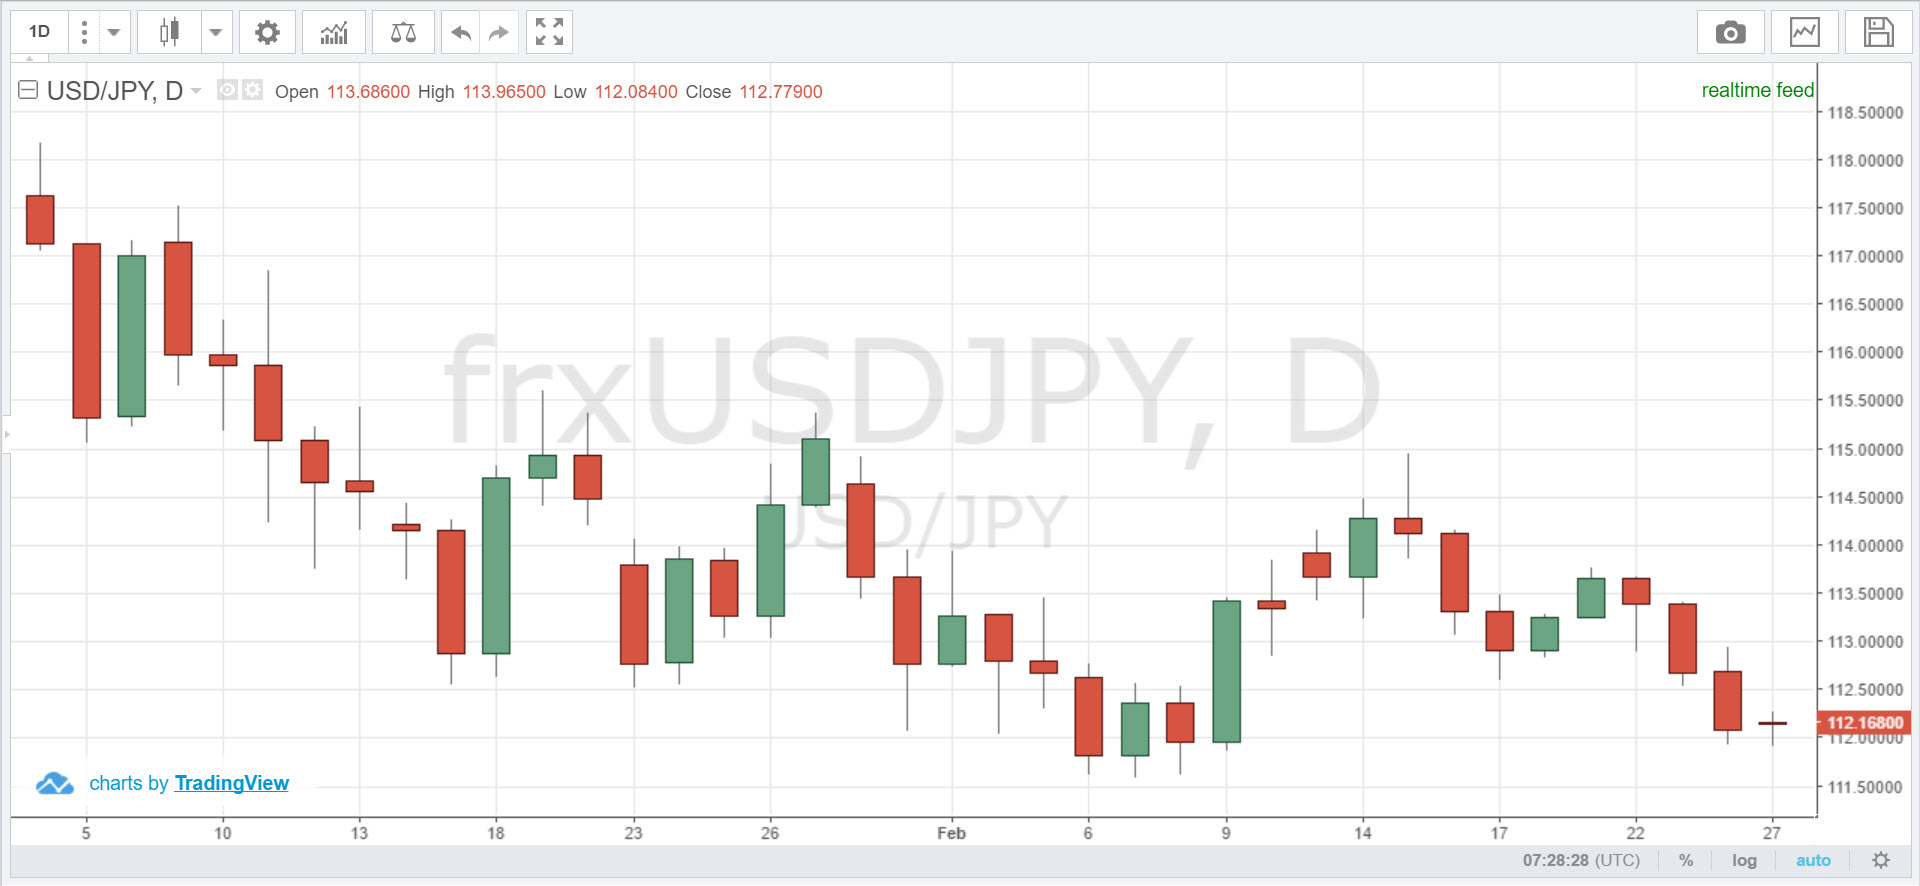 1D
USD/JPY, D Open 113.68600 High 113.96500 Low 112.08400 Close 112.77900
realtime feed
118.50000
118.00000
117.50000
117.00000
116.50000
116.00000
115.50000
115.00000
114.50000
114.00000
113.50000
113.00000
112.50000
112.16800
112.00000
111.50000
frxUSDJPY, D
USD/JPY
charts by TradingView
5 10 13 18 23 26 Feb 6 9 14 17 22 27
07:28:28 (UTC) % log auto